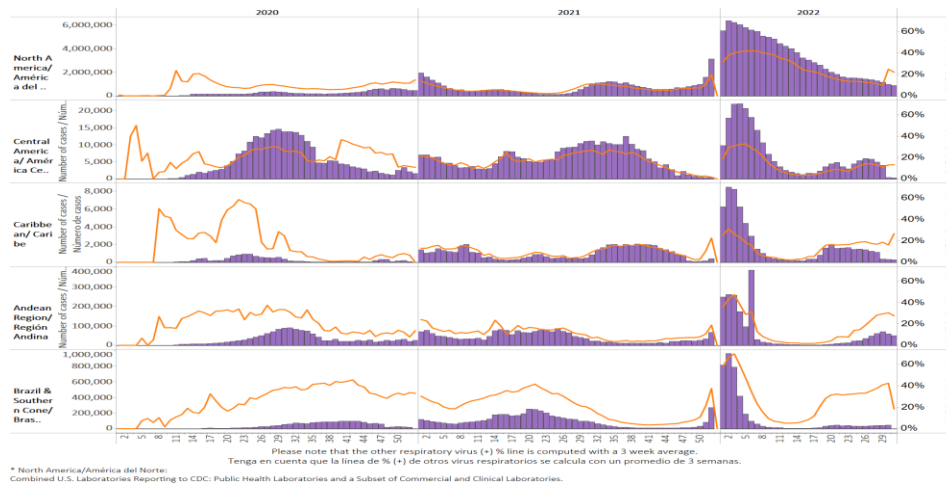 2020 2021 2022
North A
merica/
Améric
a del ..
6,000,000
4,000,000
2,000,000
0
60%
40%
20%
0%
Central
Americ
a/ Amér
ica Ce..
Number of cases / Núm..
20,000
15,000
10,000
5,000
0
60%
40%
20%
0%
Caribbe
an/ Cari
be
Number of cases /
Número de casos
8,000
6,000
4,000
2,000
0
60%
40%
20%
0%
Andean
Region/
Región
Andina
Number of cases / Núm..
400,000
300,000
200,000
100,000
0
60%
40%
20%
0%
Brazil &
Souther
n Cone/
Bras..
1,000,000
800,000
600,000
400,000
200,000
0
60%
40%
20%
0%
2 5 8 11 14 17 20 23 26 29 32 35 38 41 44 47 50 2 5 8 11 14 17 20 23 26 29 32 35 38 41 44 47 50 2 5 8 11 14 17 20 23 26 29
Please note that the other respiratory virus (+) % line is computed with a 3 week average.
Tenga en cuenta que la línea de % (+) de otros virus respiratorios se calcula con un promedio de 3 semanas.
* North America/América del Norte:
Combined U.S. Laboratories Reporting to CDC: Public Health Laboratories and a Subset of Commercial and Clinical Laboratories.